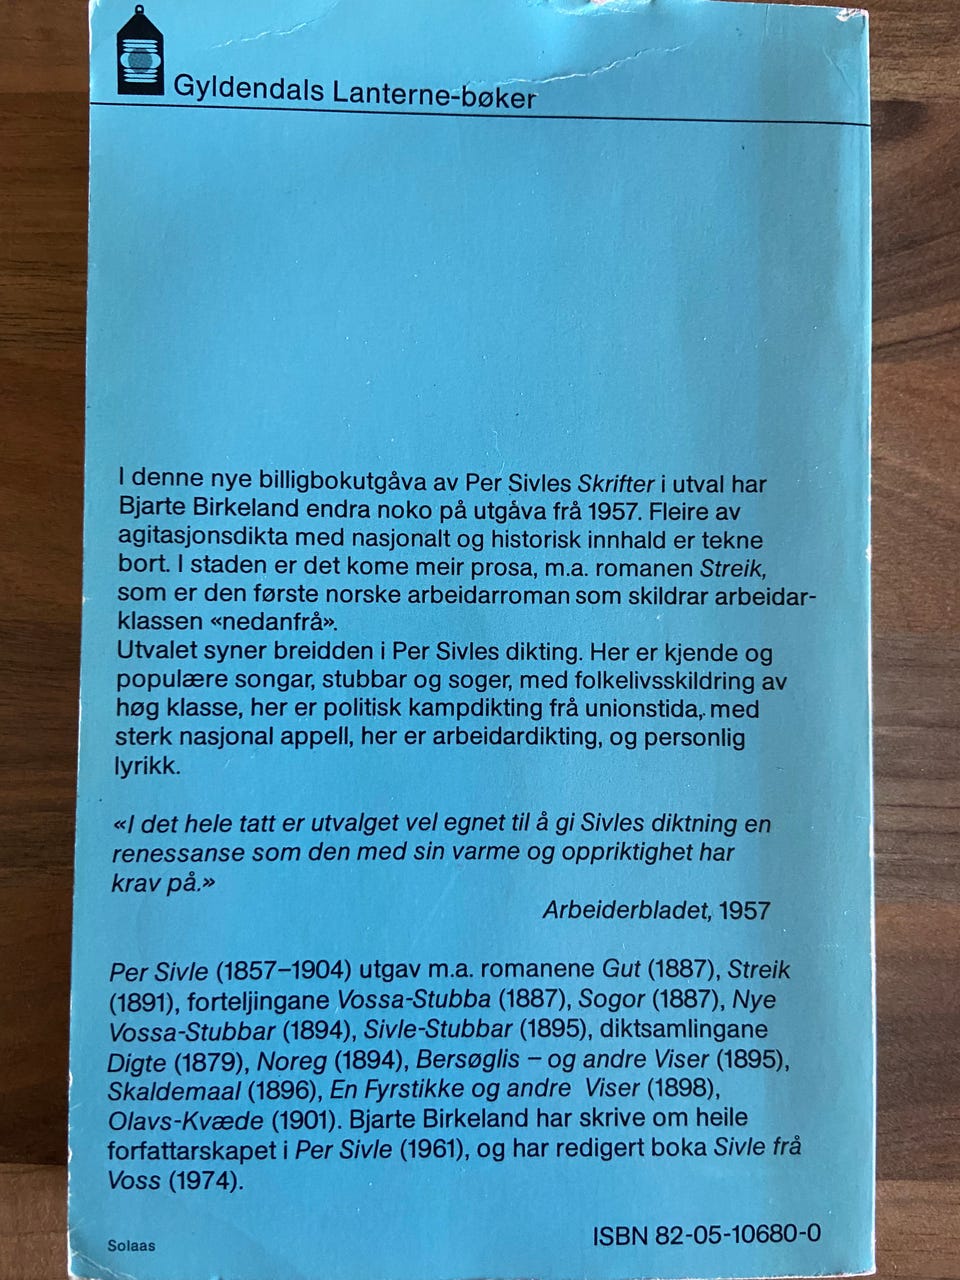 Gyldendals Lanterne-bøker
I denne nye billigbokutgåva av Per Sivles Skrifter i utval har
Bjarte Birkeland endra noko på utgåva frå 1957. Fleire av
agitasjonsdikta med nasjonalt og historisk innhald er tekne
bort. I staden er det kome meir prosa, m.a. romanen Streik,
som er den første norske arbeidarroman som skildrar arbeidar-
klassen «nedanfrå».
Utvalet syner breidden i Per Sivles dikting. Her er kjende og
populære songar, stubbar og soger, med folkelivsskildring av
høg klasse, her er politisk kampdikting frå unionstida, med
sterk nasjonal appell, her er arbeidardikting, og personlig
lyrikk.
«I det hele tatt er utvalget vel egnet til å gi Sivles diktning en
renessanse som den med sin varme og oppriktighet har
krav på.»
Arbeiderbladet, 1957
Per Sivle (1857–1904) utgav m.a. romanene Gut (1887), Streik
(1891), forteljingane Vossa-Stubba (1887), Sogor (1887), Nye
Vossa-Stubbar (1894), Sivle-Stubbar (1895), diktsamlingane
Digte (1879), Noreg (1894), Bersøglis – og andre Viser (1895),
Skaldemaal (1896), En Fyrstikke og andre Viser (1898),
Olavs-Kvæde (1901). Bjarte Birkeland har skrive om heile
forfattarskapet i Per Sivle (1961), og har redigert boka Sivle frå
Voss (1974).
Solaas
ISBN 82-05-10680-0